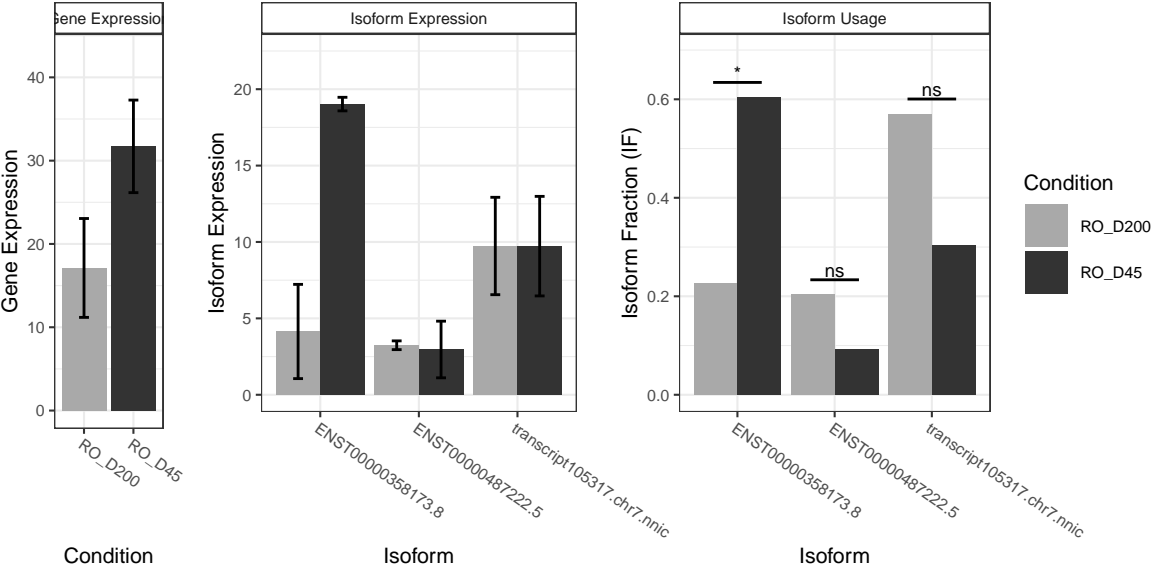 Gene Expression
Isoform Expression
Isoform Usage
Gene Expression
40
30
20
10
0
RO_D200
RO_D45
Condition
Isoform Expression
20
15
10
5
0
ENST00000358173.8
ENST00000487222.5
transcript105317.chr7.nnic
Isoform
Isoform Fraction (IF)
0.6
0.4
0.2
0.0
*
ns
ns
ENST00000358173.8
ENST00000487222.5
transcript105317.chr7.nnic
Isoform
Condition
RO_D200
RO_D45